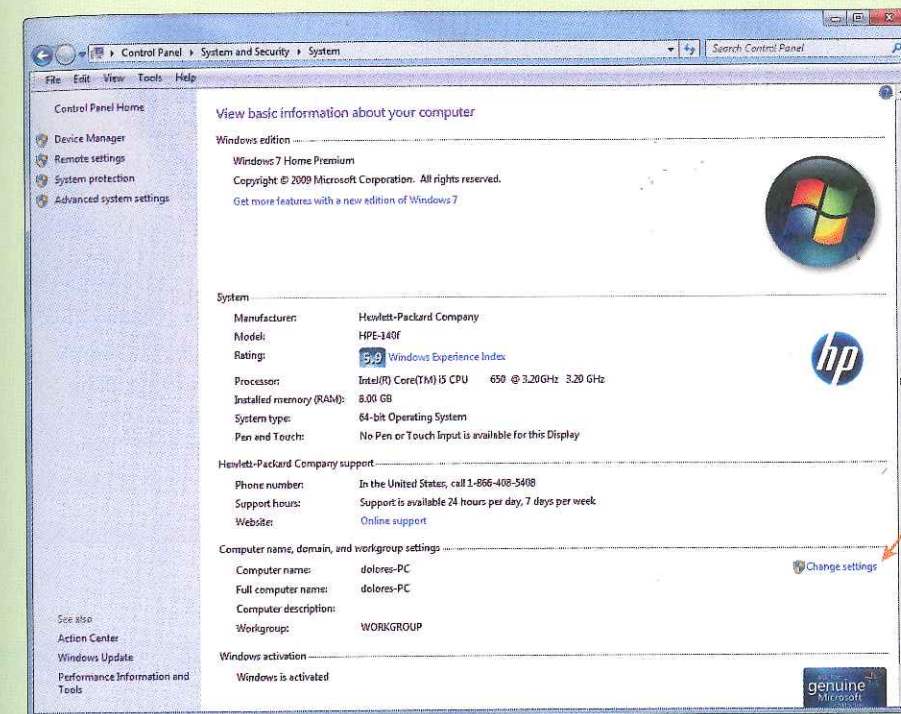 Control Panel ▸ System and Security ▸ System
Search Control Panel
File Edit View Tools Help
Control Panel Home
Device Manager
Remote settings
System protection
Advanced system settings
See also
Action Center
Windows Update
Performance Information and
Tools
View basic information about your computer
Windows edition
Windows 7 Home Premium
Copyright © 2009 Microsoft Corporation. All rights reserved.
Get more features with a new edition of Windows 7
System
Manufacturer: Hewlett-Packard Company
Model: HPE-140f
Rating: 5.9 Windows Experience Index
Processor: Intel(R) Core(TM) i5 CPU 650 @ 3.20GHz 3.20 GHz
Installed memory (RAM): 8.00 GB
System type: 64-bit Operating System
Pen and Touch: No Pen or Touch Input is available for this Display
hp
Hewlett-Packard Company support
Phone number: In the United States, call 1-866-408-5408
Support hours: Support is available 24 hours per day, 7 days per week
Website: Online support
Computer name, domain, and workgroup settings
Computer name: dolores-PC
Change settings
Full computer name: dolores-PC
Computer description:
Workgroup: WORKGROUP
Windows activation
Windows is activated
genuine
Microsoft